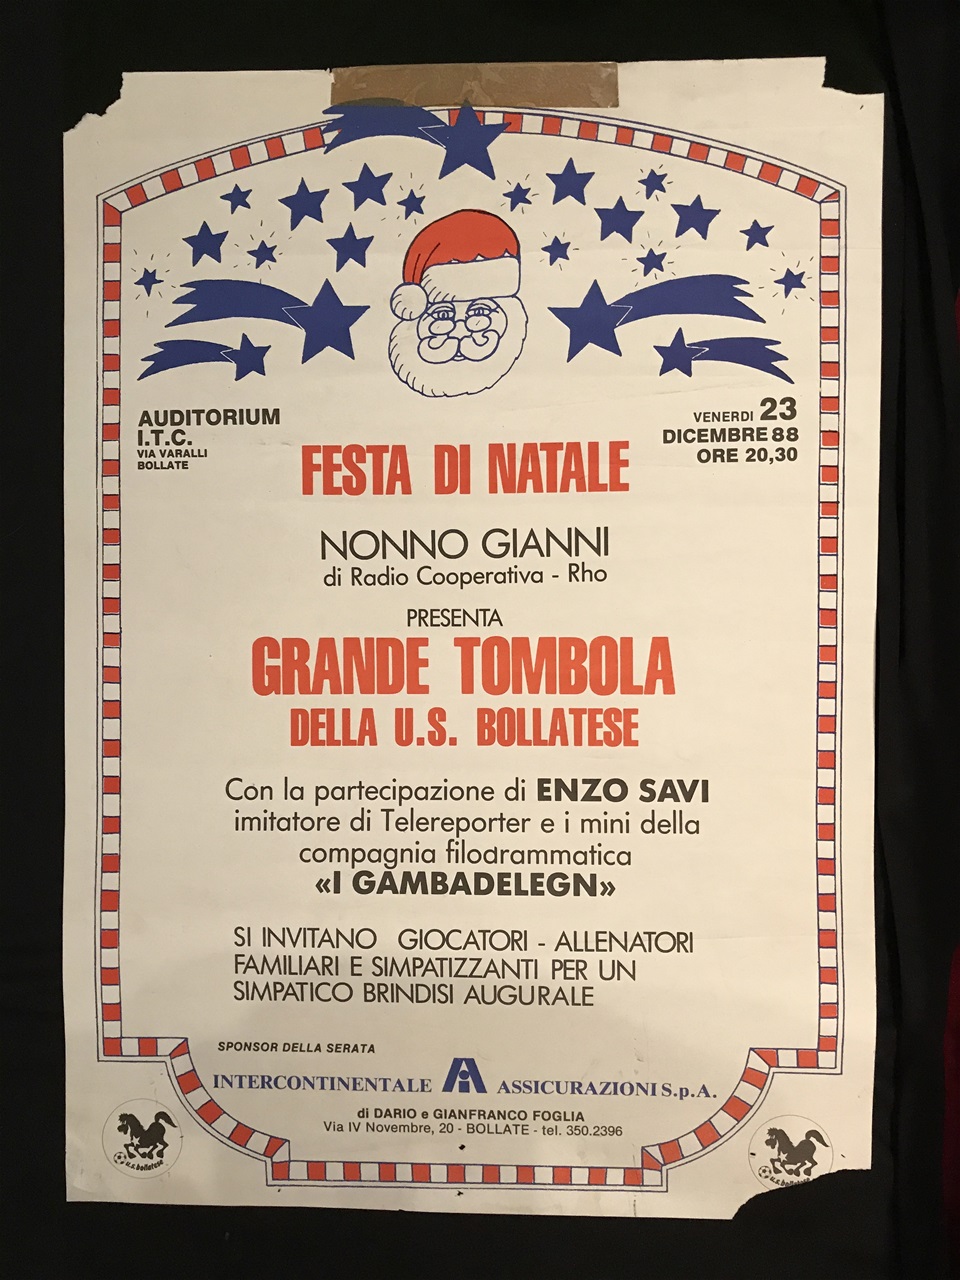 AUDITORIUM
I.T.C.
VIA VARALLI
BOLLATE
VENERDI 23
DICEMBRE 88
ORE 20,30
FESTA DI NATALE
NONNO GIANNI
di Radio Cooperativa - Rho
PRESENTA
GRANDE TOMBOLA
DELLA U.S. BOLLATESE
Con la partecipazione di ENZO SAVI
imitatore di Telereporter e i mini della
compagnia filodrammatica
«I GAMBADELEGN»
SI INVITANO GIOCATORI - ALLENATORI
FAMILIARI E SIMPATIZZANTI PER UN
SIMPATICO BRINDISI AUGURALE
SPONSOR DELLA SERATA
INTERCONTINENTALE AI ASSICURAZIONI S.p.A.
di DARIO e GIANFRANCO FOGLIA
Via IV Novembre, 20 - BOLLATE - tel. 350.2396
u.s. bollatese
u.s. bollatese